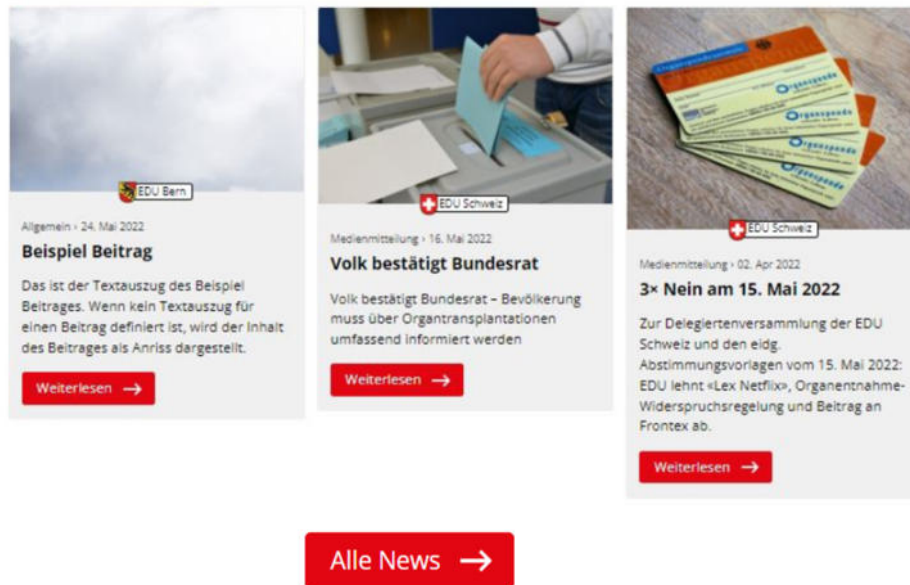 EDU Bern
Allgemein › 24. Mai 2022
Beispiel Beitrag
Das ist der Textauszug des Beispiel
Beitrages. Wenn kein Textauszug für
einen Beitrag definiert ist, wird der Inhalt
des Beitrages als Anriss dargestellt.
Weiterlesen →
EDU Schweiz
Medienmitteilung › 16. Mai 2022
Volk bestätigt Bundesrat
Volk bestätigt Bundesrat – Bevölkerung
muss über Organtransplantationen
umfassend informiert werden
Weiterlesen →
Organspende
Organspende
Organspende
EDU Schweiz
Medienmitteilung › 02. Apr 2022
3× Nein am 15. Mai 2022
Zur Delegiertenversammlung der EDU
Schweiz und den eidg.
Abstimmungsvorlagen vom 15. Mai 2022:
EDU lehnt «Lex Netflix», Organentnahme-
Widerspruchsregelung und Beitrag an
Frontex ab.
Weiterlesen →
Alle News →